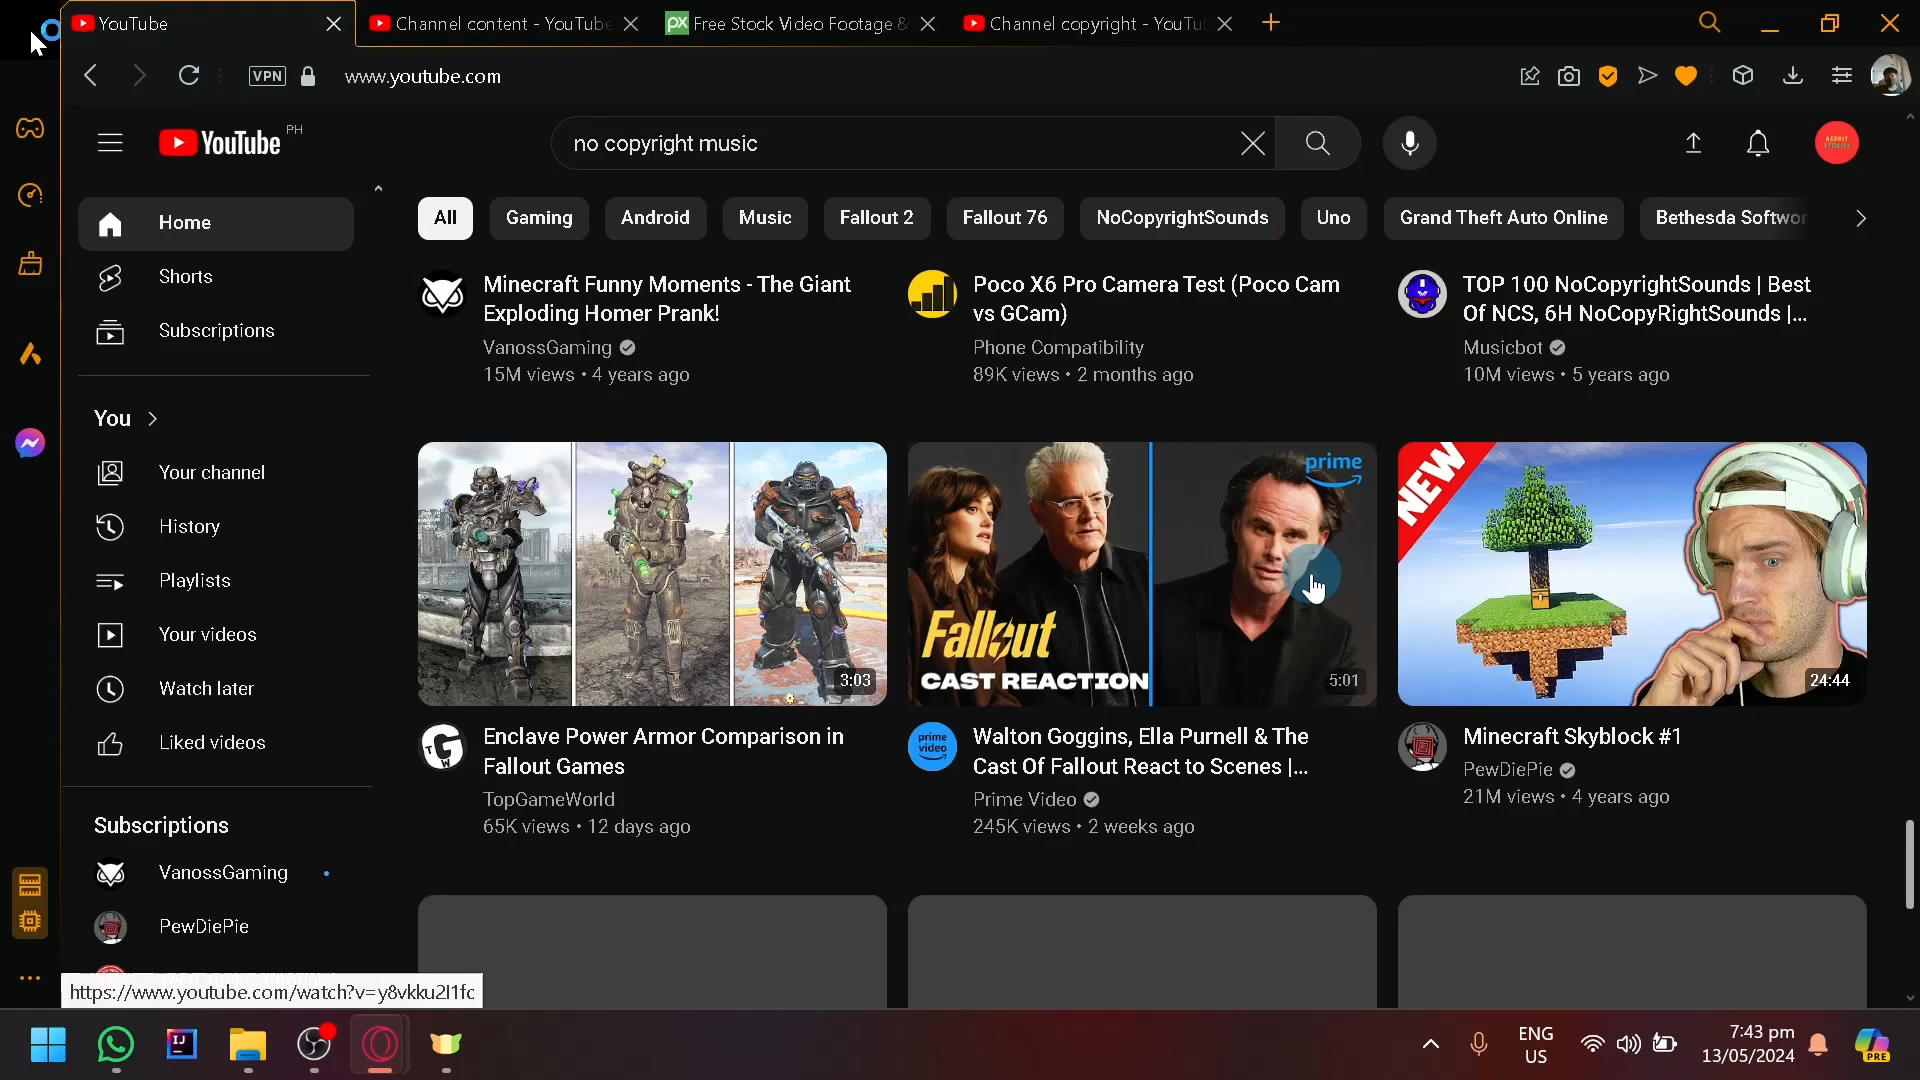 YouTube
Channel content - YouTube
px Free Stock Video Footage &
Channel copyright - YouTu
VPN
www.youtube.com
YouTube PH
no copyright music
Home
Shorts
Subscriptions
You
Your channel
History
Playlists
Your videos
Watch later
Liked videos
Subscriptions
VanossGaming
PewDiePie
All
Gaming
Android
Music
Fallout 2
Fallout 76
NoCopyrightSounds
Uno
Grand Theft Auto Online
Bethesda Softwor
Minecraft Funny Moments - The Giant
Exploding Homer Prank!
VanossGaming
15M views • 4 years ago
Poco X6 Pro Camera Test (Poco Cam
vs GCam)
Phone Compatibility
89K views • 2 months ago
TOP 100 NoCopyrightSounds | Best
Of NCS, 6H NoCopyRightSounds |...
Musicbot
10M views • 5 years ago
3:03
Enclave Power Armor Comparison in
Fallout Games
TopGameWorld
65K views • 12 days ago
prime
Fallout
CAST REACTION
5:01
prime
video
Walton Goggins, Ella Purnell & The
Cast Of Fallout React to Scenes |...
Prime Video
245K views • 2 weeks ago
NEW
24:44
Minecraft Skyblock #1
PewDiePie
21M views • 4 years ago
https://www.youtube.com/watch?v=y8vkku2I1fc
IJ
ENG
US
7:43 pm
13/05/2024
PRE